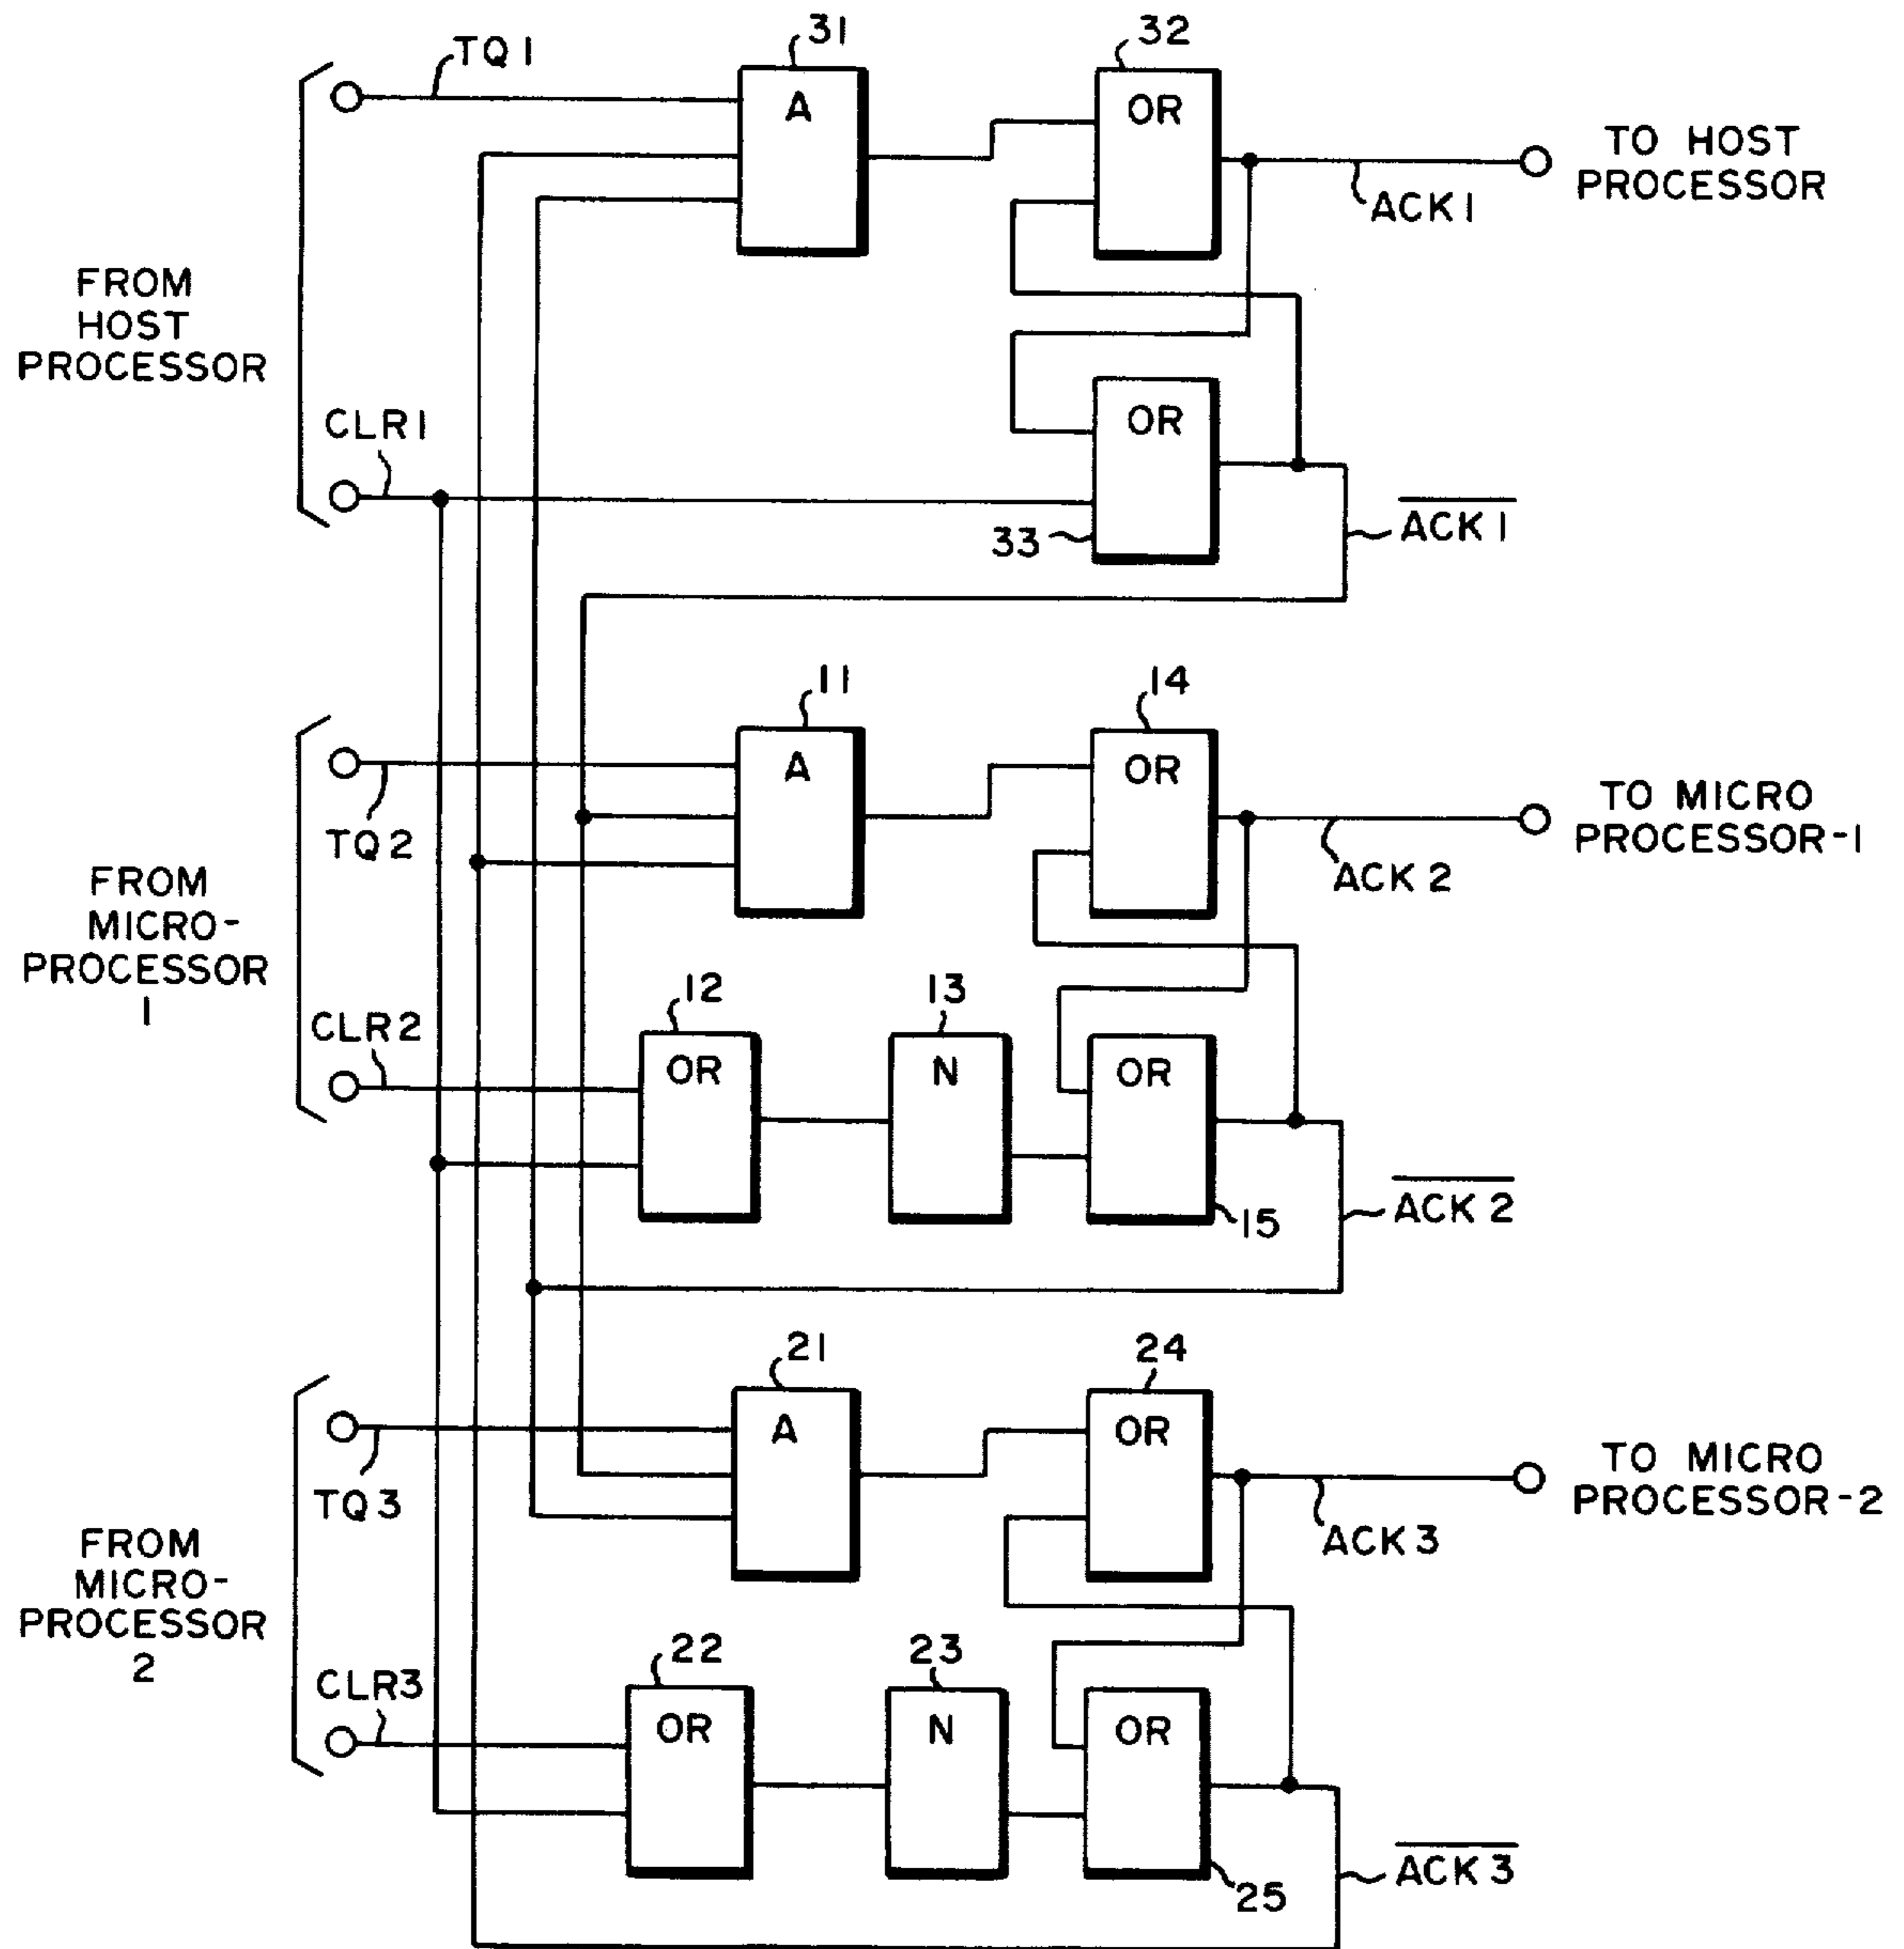 31
32
TQ1
A
OR
TO HOST
PROCESSOR
ACK1
FROM
HOST
PROCESSOR
CLR1
OR
33
ACK1
11
14
A
OR
TQ2
TO MICRO
PROCESSOR-1
ACK2
FROM
MICRO-
PROCESSOR
1
12
13
CLR2
OR
N
OR
15
ACK2
21
24
A
OR
TQ3
TO MICRO
PROCESSOR-2
ACK3
FROM
MICRO-
PROCESSOR
2
22
23
CLR3
OR
N
OR
25
ACK3